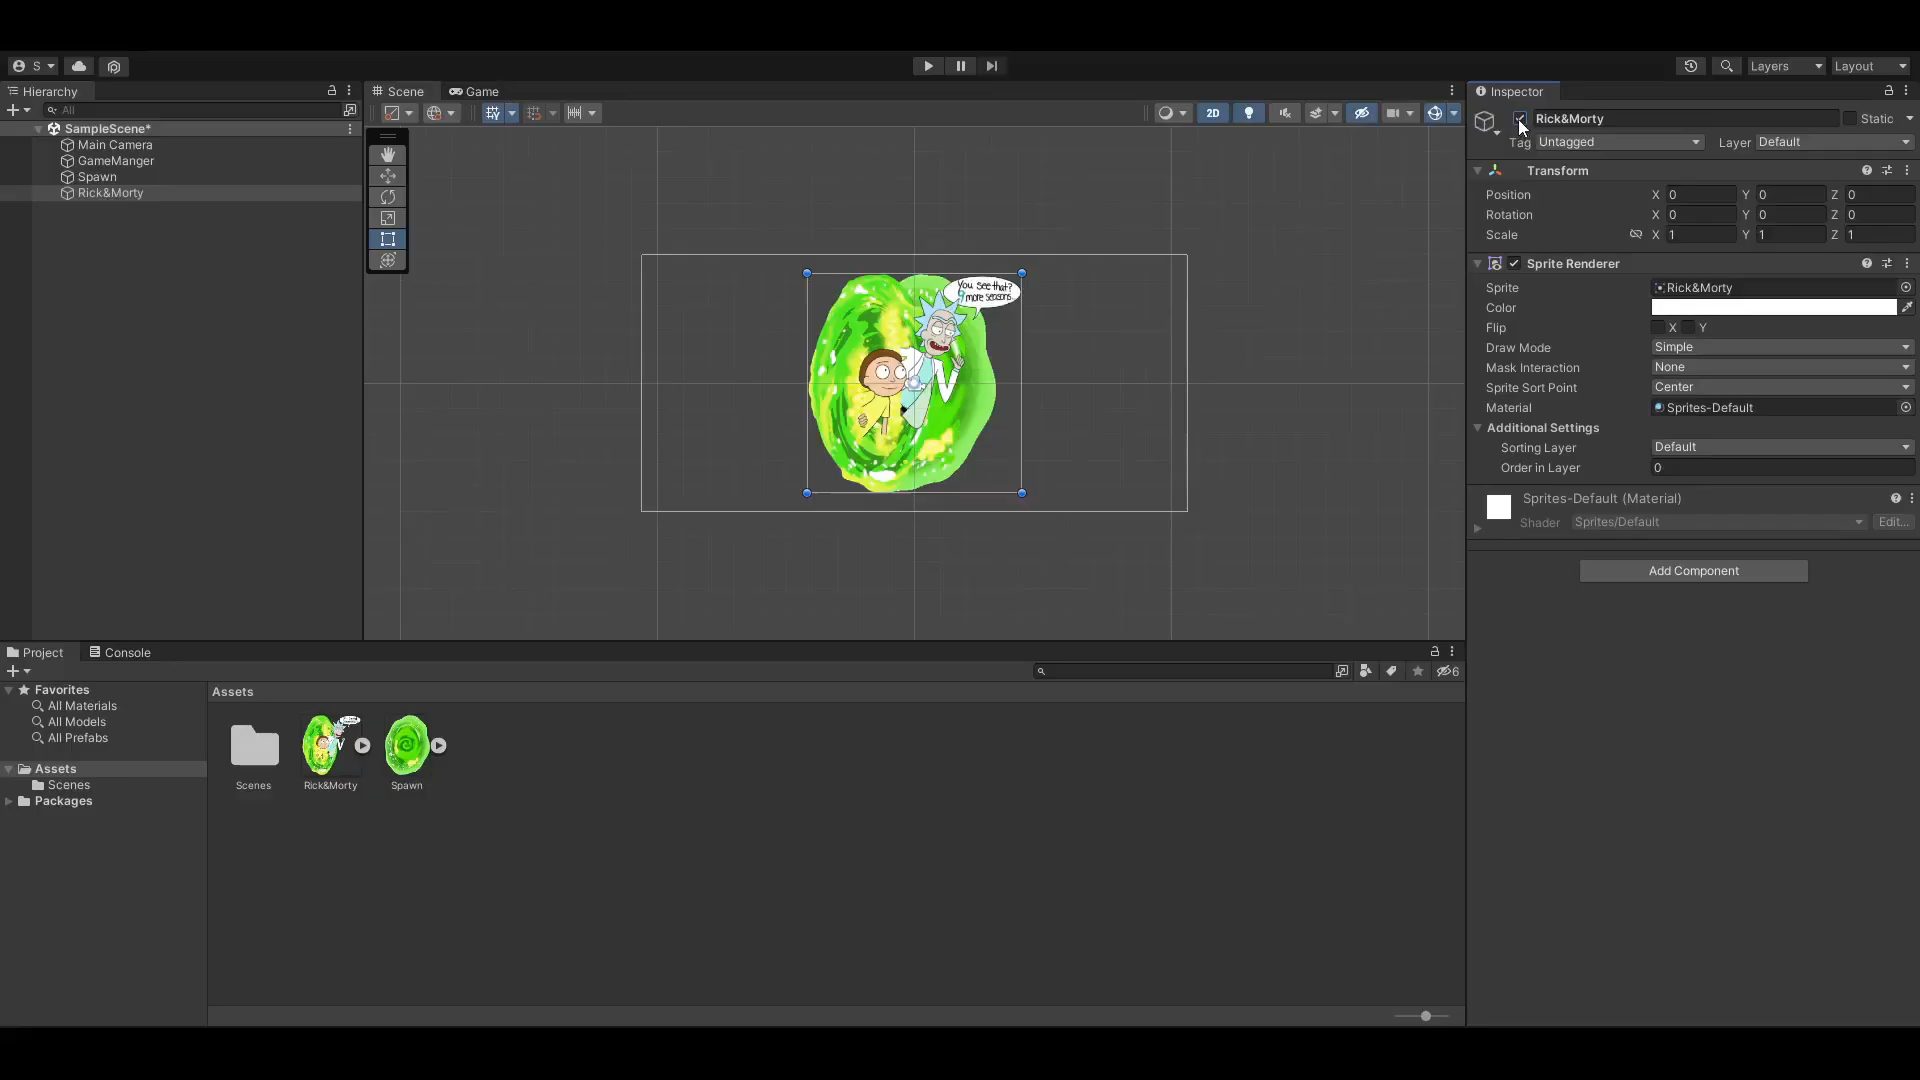 S
Layers
Layout
Hierarchy
All
SampleScene*
Main Camera
GameManger
Spawn
Rick&Morty
Scene
Game
2D
You see that?
9 more seasons
Inspector
Rick&Morty
Static
Tag Untagged
Layer Default
Transform
Position X 0 Y 0 Z 0
Rotation X 0 Y 0 Z 0
Scale X 1 Y 1 Z 1
Sprite Renderer
Sprite Rick&Morty
Color
Flip X Y
Draw Mode Simple
Mask Interaction None
Sprite Sort Point Center
Material Sprites-Default
Additional Settings
Sorting Layer Default
Order in Layer 0
Sprites-Default (Material)
Shader Sprites/Default Edit...
Add Component
Project
Console
6
Favorites
All Materials
All Models
All Prefabs
Assets
Scenes
Packages
Assets
Scenes
Rick&Morty
Spawn